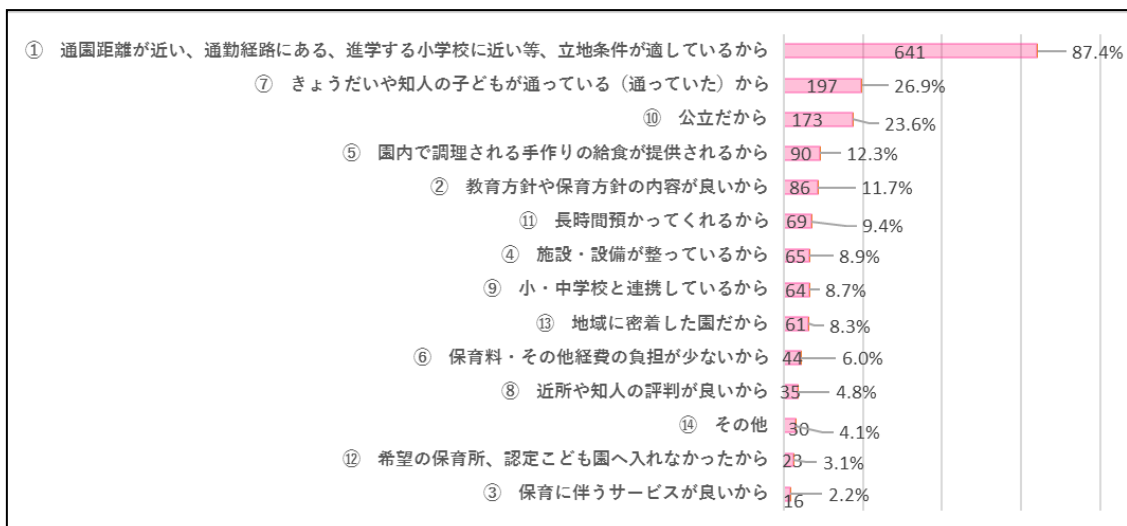 ① 通園距離が近い、通勤経路にある、進学する小学校に近い等、立地条件が適しているから 641 87.4%
⑦ きょうだいや知人の子どもが通っている（通っていた）から 197 26.9%
⑩ 公立だから 173 23.6%
⑤ 園内で調理される手作りの給食が提供されるから 90 12.3%
② 教育方針や保育方針の内容が良いから 86 11.7%
⑪ 長時間預かってくれるから 69 9.4%
④ 施設・設備が整っているから 65 8.9%
⑨ 小・中学校と連携しているから 64 8.7%
⑬ 地域に密着した園だから 61 8.3%
⑥ 保育料・その他経費の負担が少ないから 44 6.0%
⑧ 近所や知人の評判が良いから 35 4.8%
⑭ その他 30 4.1%
⑫ 希望の保育所、認定こども園へ入れなかったから 23 3.1%
③ 保育に伴うサービスが良いから 16 2.2%